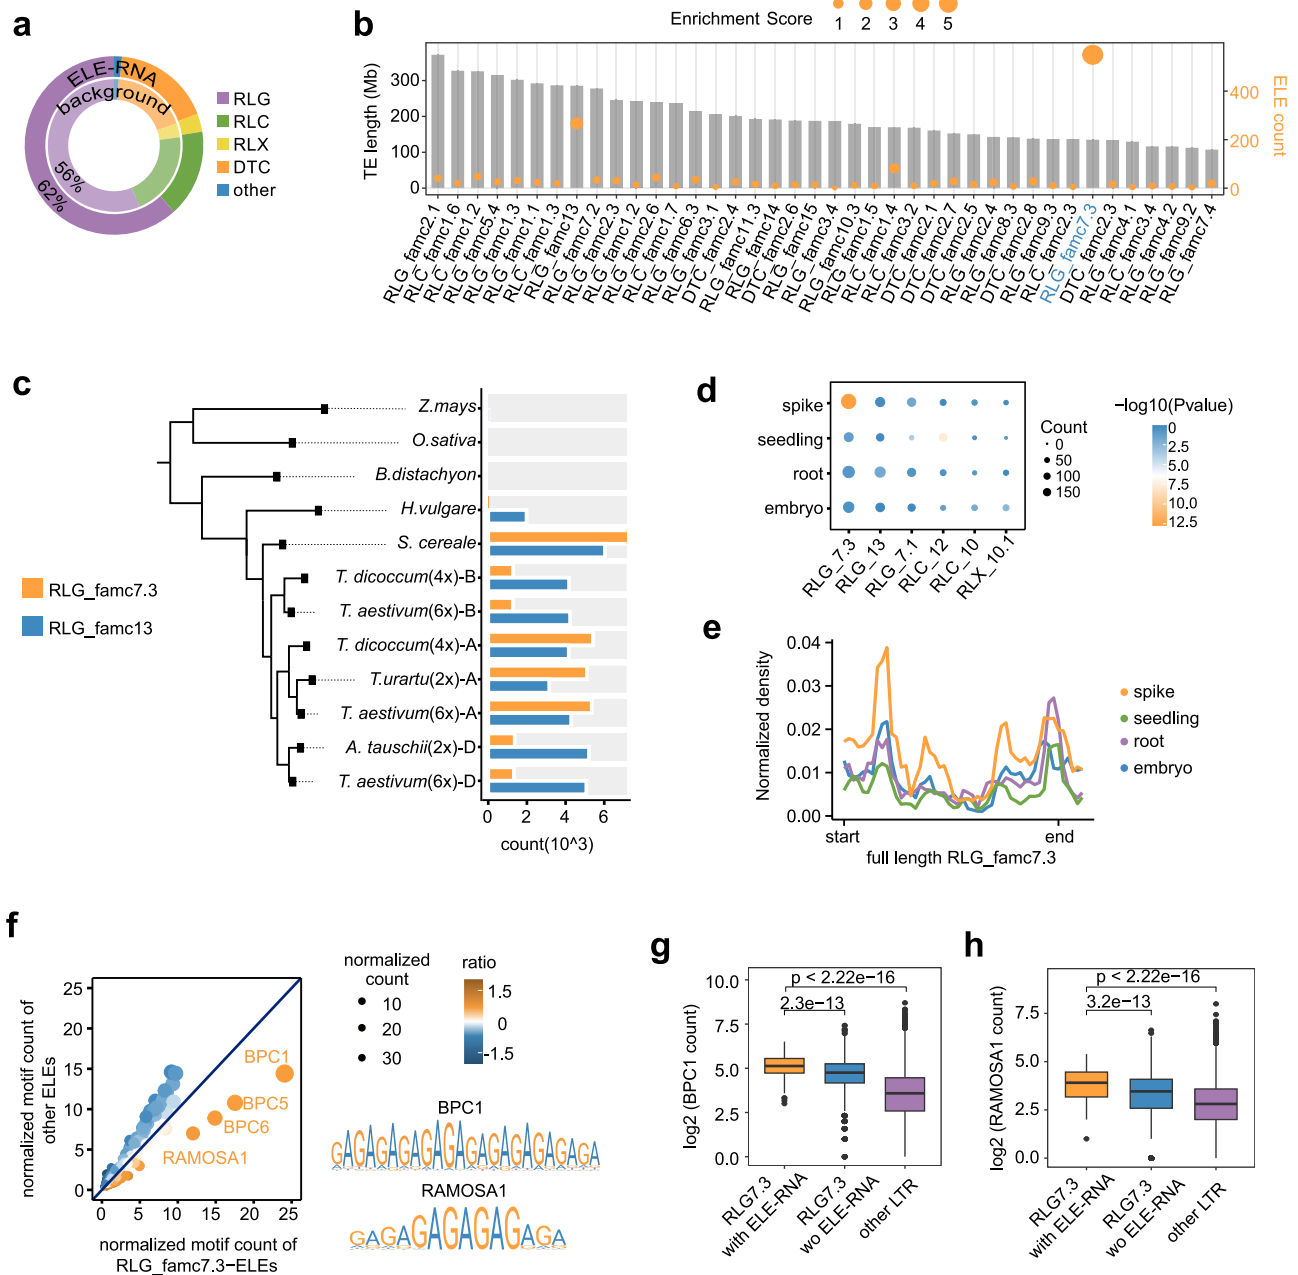 a
ELE-RNA
background
56%
62%
RLG
RLC
RLX
DTC
other
b
Enrichment Score
1 2 3 4 5
TE length (Mb)
300
200
100
0
ELE count
400
200
0
RLG_famc2.1
RLC_famc1.6
RLC_famc1.2
RLG_famc5.4
RLG_famc1.3
RLG_famc1.1
RLC_famc1.3
RLG_famc13
RLG_famc7.2
RLG_famc2.3
RLG_famc1.2
RLG_famc2.6
RLC_famc1.7
RLG_famc6.3
RLG_famc3.1
DTC_famc2.4
RLG_famc11.3
RLG_famc14
DTC_famc2.6
RLG_famc15
RLG_famc3.4
RLG_famc10.3
RLG_famc1.5
RLC_famc1.4
RLC_famc3.2
DTC_famc2.1
DTC_famc2.7
DTC_famc2.5
RLG_famc2.4
RLG_famc8.3
DTC_famc2.8
RLG_famc9.3
RLC_famc2.3
RLG_famc7.3
DTC_famc2.3
RLG_famc4.1
RLG_famc3.4
RLG_famc4.2
RLG_famc9.2
RLG_famc7.4
c
RLG_famc7.3
RLG_famc13
Z.mays
O.sativa
B.distachyon
H.vulgare
S. cereale
T. dicoccum(4x)-B
T. aestivum(6x)-B
T. dicoccum(4x)-A
T.urartu(2x)-A
T. aestivum(6x)-A
A. tauschii(2x)-D
T. aestivum(6x)-D
0 2 4 6
count(10^3)
d
spike
seedling
root
embryo
RLG_7.3
RLG_13
RLG_7.1
RLC_12
RLC_10
RLX_10.1
Count
0
50
100
150
−log10(Pvalue)
0
2.5
5.0
7.5
10.0
12.5
e
Normalized density
0.04
0.03
0.02
0.01
0.00
start end
full length RLG_famc7.3
spike
seedling
root
embryo
f
normalized motif count of
other ELEs
25
20
15
10
5
0
BPC1
BPC5
BPC6
RAMOSA1
0 5 10 15 20 25
normalized motif count of
RLG_famc7.3−ELEs
normalized
count
10
20
30
ratio
1.5
0
-1.5
BPC1
GAGAGAGAGAGAGAGAGAGAGAGA
RAMOSA1
GAGAGAGAGAGAGA
g
log2 (BPC1 count)
10.0
7.5
5.0
2.5
0.0
p < 2.22e−16
2.3e−13
RLG7.3
with ELE-RNA
RLG7.3
wo ELE-RNA
other LTR
h
log2 (RAMOSA1 count)
7.5
5.0
2.5
0.0
p < 2.22e−16
3.2e−13
RLG7.3
with ELE-RNA
RLG7.3
wo ELE-RNA
other LTR